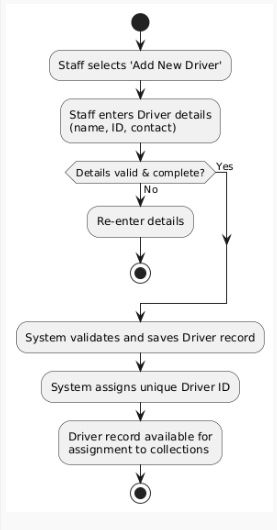 Staff selects 'Add New Driver'
Staff enters Driver details
(name, ID, contact)
Details valid & complete?
Yes
No
Re-enter details
System validates and saves Driver record
System assigns unique Driver ID
Driver record available for
assignment to collections